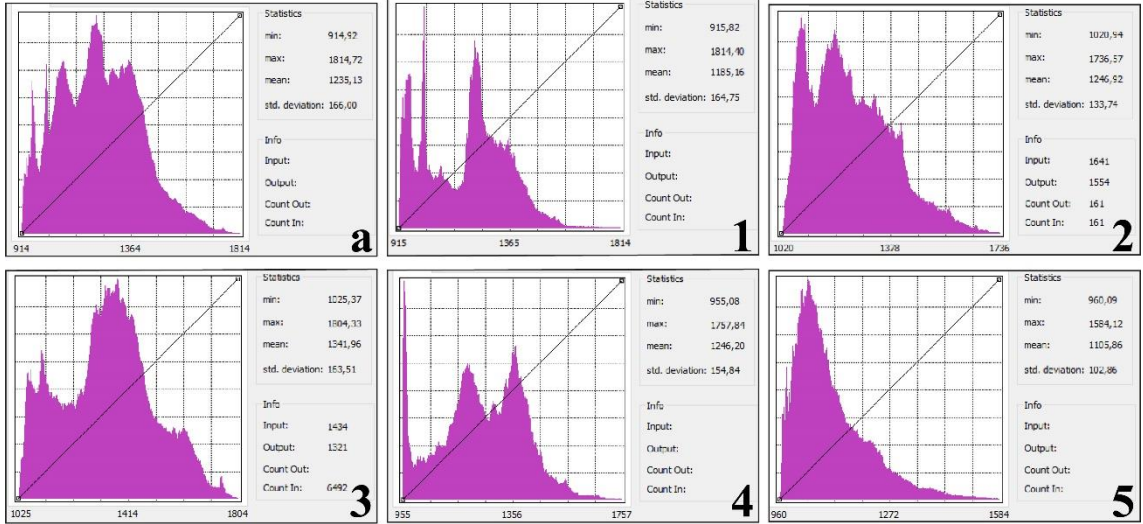 Statistics
min: 914,92
max: 1814,72
mean: 1235,13
std. deviation: 166,00
Info
Input:
Output:
Count Out:
Count In:
914 1364 1814
a
Statistics
min: 915,82
max: 1814,40
mean: 1185,16
std. deviation: 164,75
Info
Input:
Output:
Count Out:
Count In:
915 1365 1814
1
Statistics
min: 1020,94
max: 1736,57
mean: 1246,92
std. deviation: 133,74
Info
Input: 1641
Output: 1554
Count Out: 161
Count In: 161
1020 1378 1736
2
Statistics
min: 1025,37
max: 1804,33
mean: 1341,96
std. deviation: 163,51
Info
Input: 1434
Output: 1321
Count Out:
Count In: 6492
1025 1414 1804
3
Statistics
min: 955,08
max: 1757,84
mean: 1246,20
std. deviation: 154,84
Info
Input:
Output:
Count Out:
Count In:
955 1356 1757
4
Statistics
min: 960,09
max: 1584,12
mean: 1105,86
std. deviation: 102,86
Info
Input:
Output:
Count Out:
Count In:
960 1272 1584
5